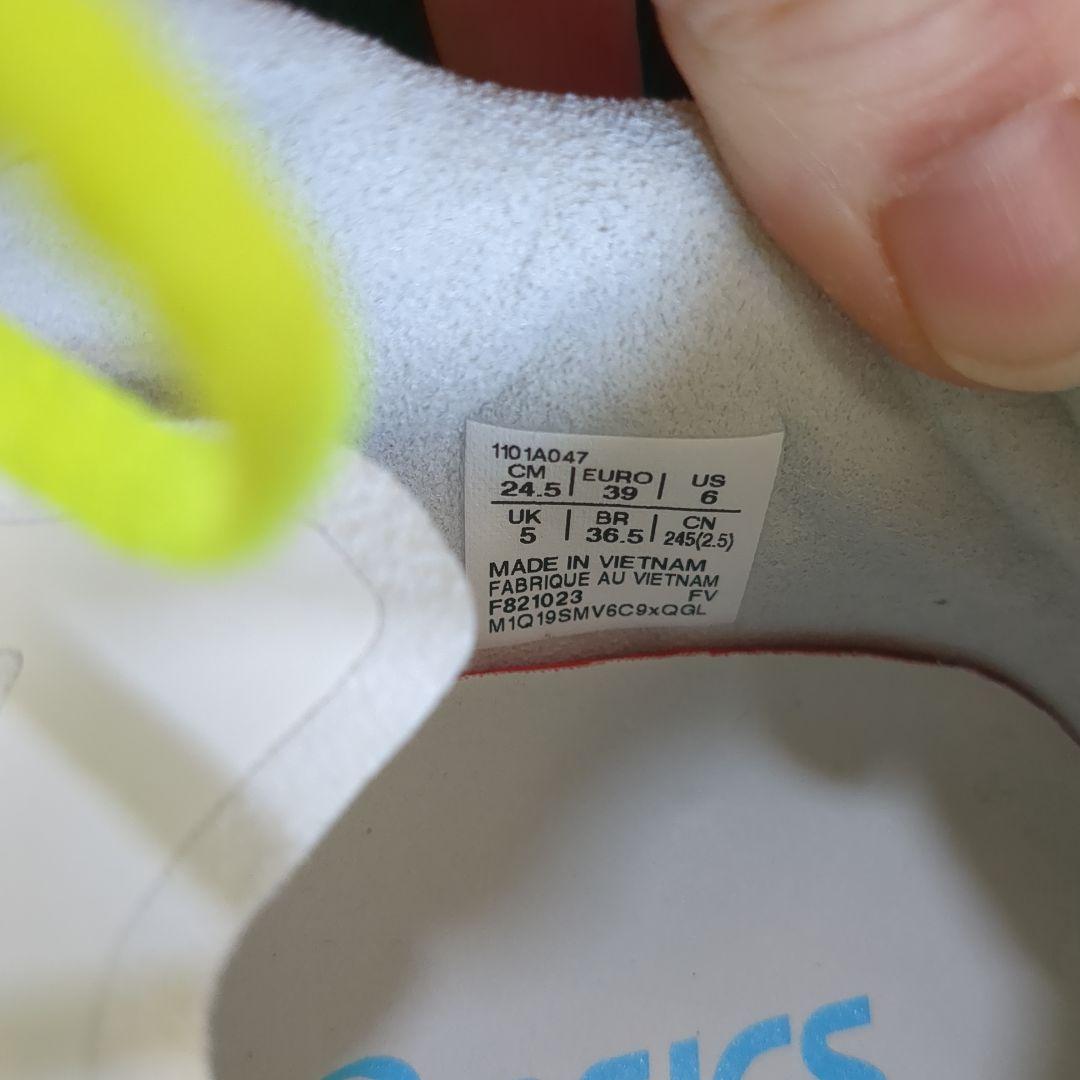 1101A047
CM | EURO | US
24.5 | 39 | 6
UK | BR | CN
5 | 36.5 | 245(2.5)
MADE IN VIETNAM
FABRIQUE AU VIETNAM
F821023 FV
M1Q19SMV6C9xQGL